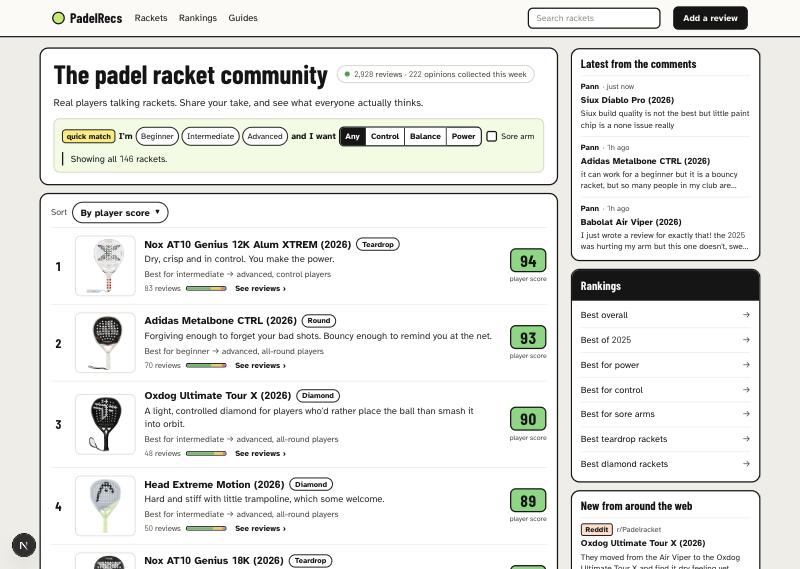 PadelRecs
Rackets
Rankings
Guides
Search rackets
Add a review
The padel racket community
2,928 reviews · 222 opinions collected this week
Real players talking rackets. Share your take, and see what everyone actually thinks.
quick match I'm Beginner Intermediate Advanced and I want Any Control Balance Power Sore arm
Showing all 146 rackets.
Sort By player score ▼
1
Nox AT10 Genius 12K Alum XTREM (2026) Teardrop
Dry, crisp and in control. You make the power.
Best for intermediate → advanced, control players
83 reviews See reviews ›
94
player score
2
Adidas Metalbone CTRL (2026) Round
Forgiving enough to forget your bad shots. Bouncy enough to remind you at the net.
Best for beginner → advanced, all-round players
70 reviews See reviews ›
93
player score
3
Oxdog Ultimate Tour X (2026) Diamond
A light, controlled diamond for players who'd rather place the ball than smash it
into orbit.
Best for intermediate → advanced, all-round players
48 reviews See reviews ›
90
player score
4
Head Extreme Motion (2026) Diamond
Hard and stiff with little trampoline, which some welcome.
Best for intermediate → advanced, all-round players
50 reviews See reviews ›
89
player score
Nox AT10 Genius 18K (2026) Teardrop
Latest from the comments
Pann · just now
Siux Diablo Pro (2026)
Siux build quality is not the best but little paint
chip is a none issue really
Pann · 1h ago
Adidas Metalbone CTRL (2026)
it can work for a beginner but it is a bouncy
racket, but so many people in my club are…
Pann · 1h ago
Babolat Air Viper (2026)
I just wrote a review for exactly that! the 2025
was hurting my arm but this one doesn't, swe…
Rankings
Best overall →
Best of 2025 →
Best for power →
Best for control →
Best for sore arms →
Best teardrop rackets →
Best diamond rackets →
New from around the web
Reddit r/Padelracket
Oxdog Ultimate Tour X (2026)
They moved from the Air Viper to the Oxdog
Ultimate Tour X and find it dry feeling yet
N